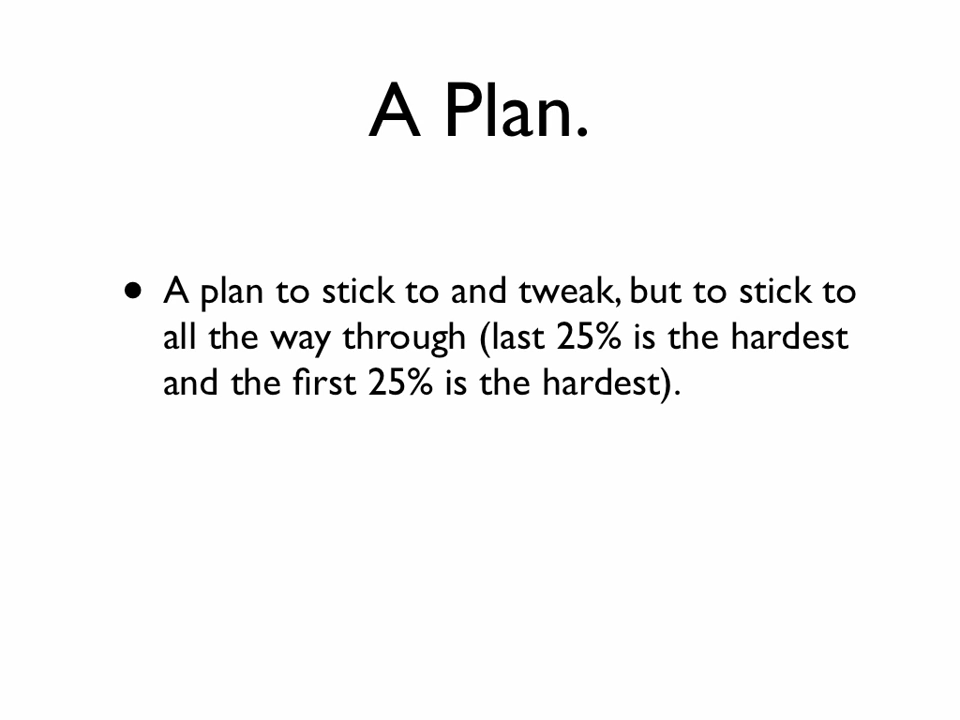 A Plan.
• A plan to stick to and tweak, but to stick to
all the way through (last 25% is the hardest
and the first 25% is the hardest).